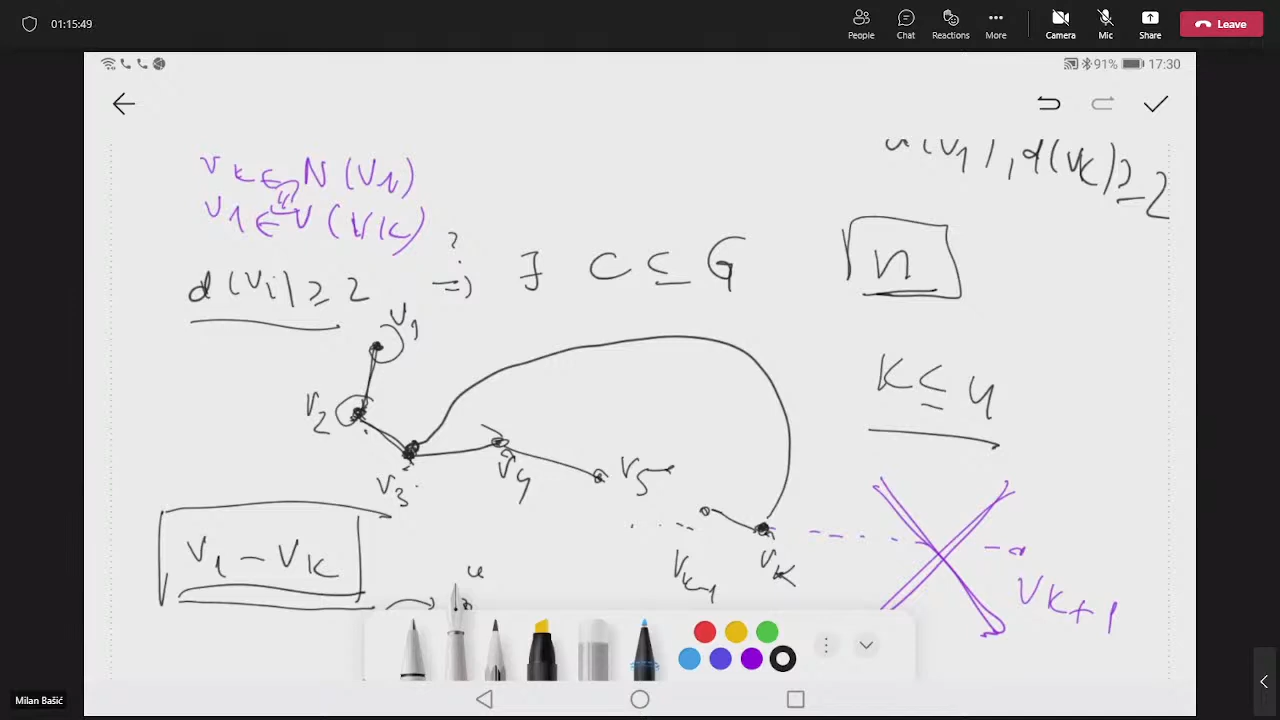 01:15:49
People Chat Reactions More Camera Mic Share Leave
91% 17:30
d(vk) ≥ 2
vk ∈ N(v1)
v1 ∈ N(vk)
d(vi) ≥ 2 ?⇒ ∃ C ⊆ G
n
v1
v2
v3
v4
v5
k ≤ n
v1 - vk
vk-1
vk
vk+1
u
Milan Bašić